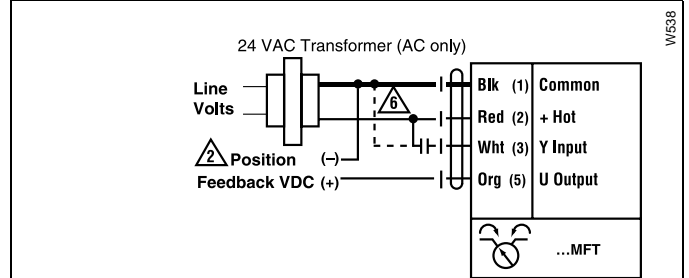 W538
24 VAC Transformer (AC only)
Line
Volts
6
2 Position (–)
Feedback VDC (+)
Blk (1) Common
Red (2) + Hot
Wht (3) Y Input
Org (5) U Output
...MFT